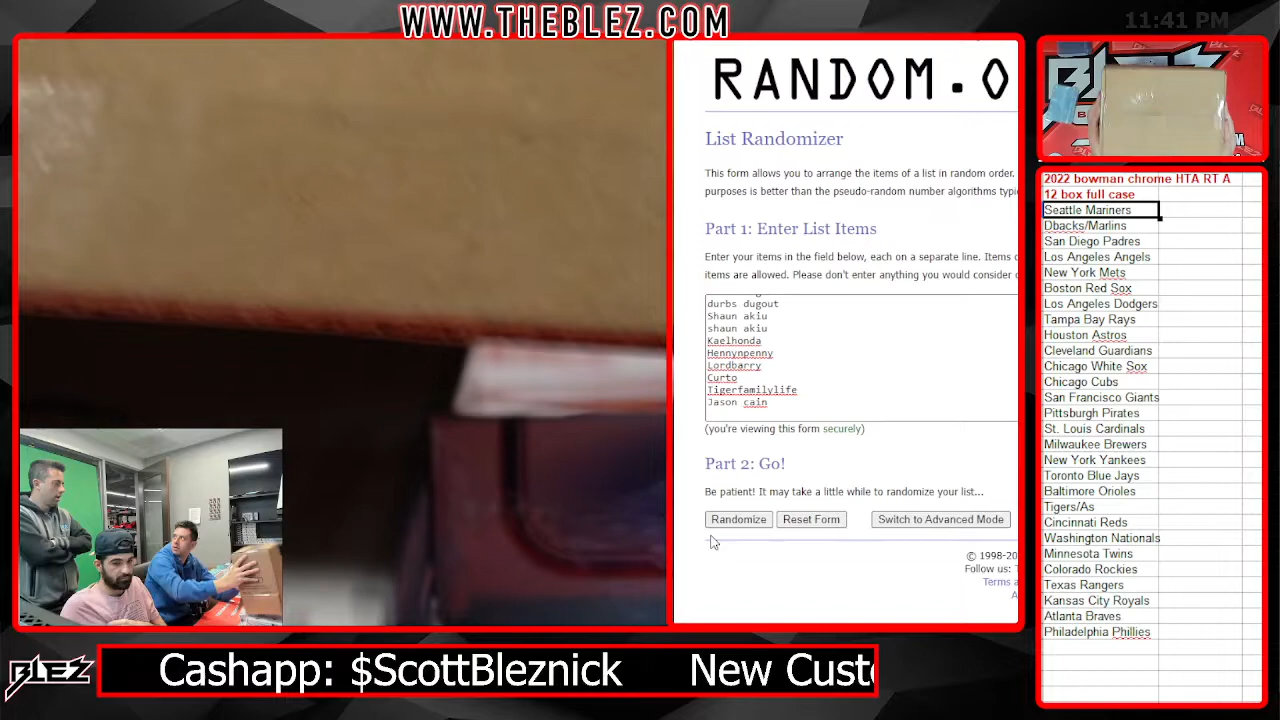 WWW.THEBLEZ.COM
11:41 PM
RANDOM.O
List Randomizer
This form allows you to arrange the items of a list in random order.
purposes is better than the pseudo-random number algorithms typi
Part 1: Enter List Items
Enter your items in the field below, each on a separate line. Items
items are allowed. Please don't enter anything you would consider
durbs dugout
Shaun akiu
shaun akiu
Kaelhonda
Hennynpenny
Lordbarry
Curto
Tigerfamilylife
Jason cain
(you're viewing this form securely)
Part 2: Go!
Be patient! It may take a little while to randomize your list...
Randomize Reset Form Switch to Advanced Mode
© 1998-20
Follow us:
Terms a
2022 bowman chrome HTA RT A
12 box full case
Seattle Mariners
Dbacks/Marlins
San Diego Padres
Los Angeles Angels
New York Mets
Boston Red Sox
Los Angeles Dodgers
Tampa Bay Rays
Houston Astros
Cleveland Guardians
Chicago White Sox
Chicago Cubs
San Francisco Giants
Pittsburgh Pirates
St. Louis Cardinals
Milwaukee Brewers
New York Yankees
Toronto Blue Jays
Baltimore Orioles
Tigers/As
Cincinnati Reds
Washington Nationals
Minnesota Twins
Colorado Rockies
Texas Rangers
Kansas City Royals
Atlanta Braves
Philadelphia Phillies
BLEZ
Cashapp: $ScottBleznick New Custo